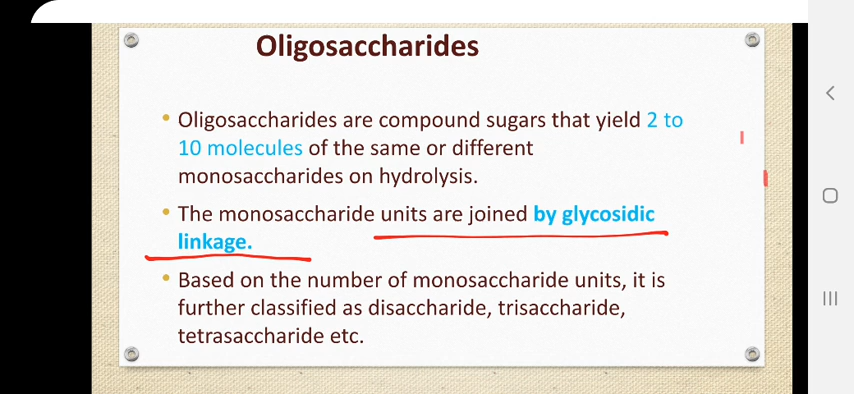 Oligosaccharides
• Oligosaccharides are compound sugars that yield 2 to
10 molecules of the same or different
monosaccharides on hydrolysis.
• The monosaccharide units are joined by glycosidic
linkage.
• Based on the number of monosaccharide units, it is
further classified as disaccharide, trisaccharide,
tetrasaccharide etc.